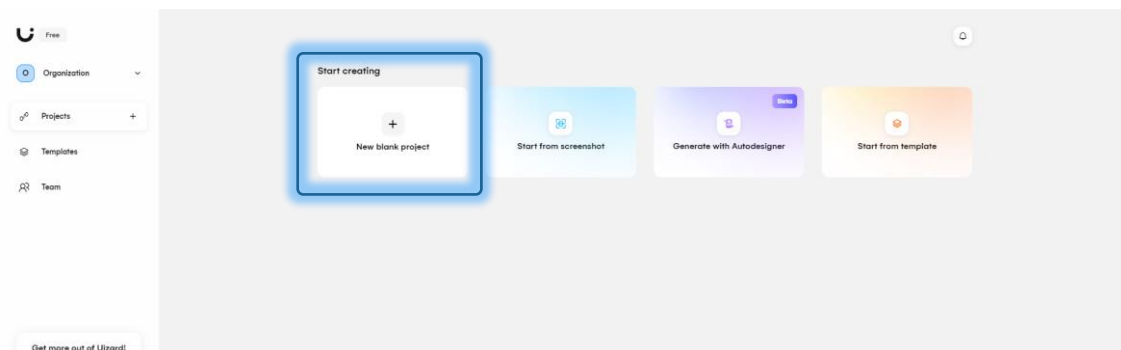 Free
Organization
Projects
Templates
Team
Get more out of Uizard!
Start creating
New blank project
Start from screenshot
Beta
Generate with Autodesigner
Start from template